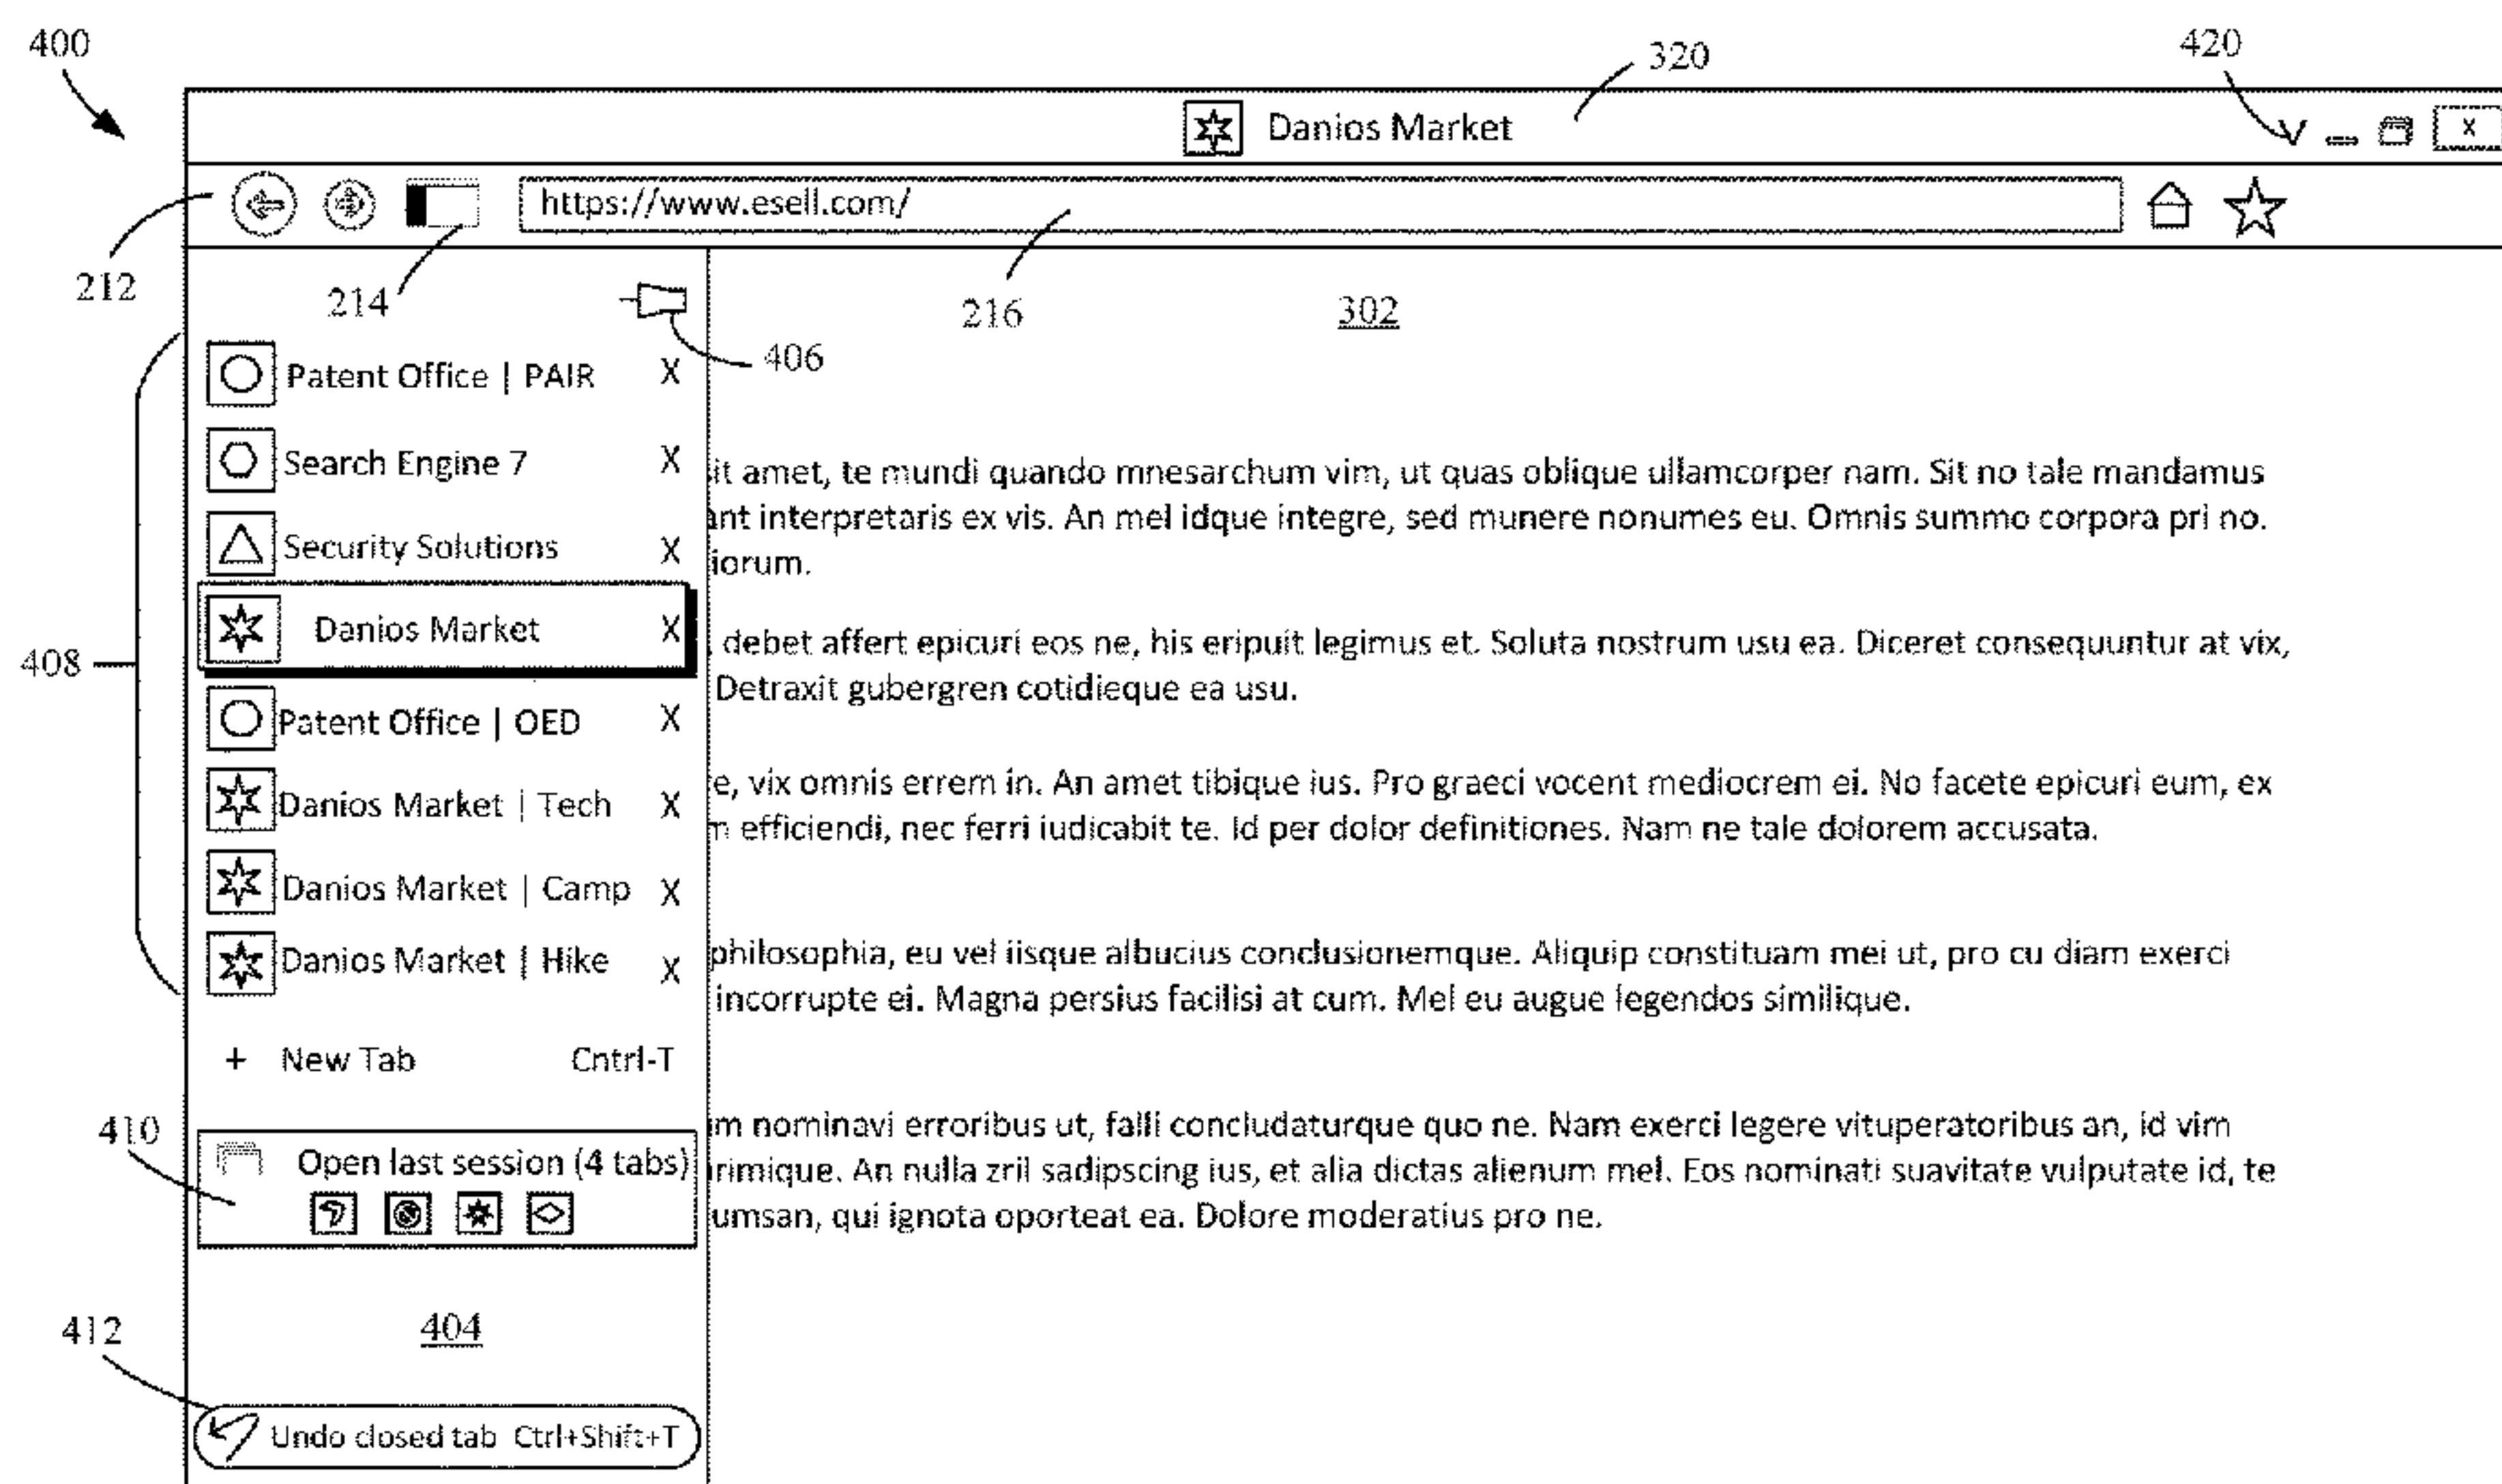 400
320
420
Danios Market
X
https://www.esell.com/
212
214
216
302
406
Patent Office | PAIR X
Search Engine 7 X
Security Solutions X
Danios Market X
408
Patent Office | OED X
Danios Market | Tech X
Danios Market | Camp X
Danios Market | Hike X
+ New Tab Cntrl-T
410
Open last session (4 tabs)
404
412
Undo closed tab Ctrl+Shift+T
it amet, te mundi quando mnesarchum vim, ut quas oblique ullamcorper nam. Sit no tale mandamus
ant interpretaris ex vis. An mel idque integre, sed munere nonumes eu. Omnis summo corpora pri no.
iorum.
debet affert epicuri eos ne, his eripuit legimus et. Soluta nostrum usu ea. Diceret consequuntur at vix,
Detraxit gubergren cotidieque ea usu.
e, vix omnis errem in. An amet tibique ius. Pro graeci vocent mediocrem ei. No facete epicuri eum, ex
efficiendi, nec ferri iudicabit te. Id per dolor definitiones. Nam ne tale dolorem accusata.
philosophia, eu vel iisque albucius conclusionemque. Aliquip constituam mei ut, pro cu diam exerci
incorrupte ei. Magna persius facilisi at cum. Mel eu augue legendos similique.
im nominavi erroribus ut, falli concludaturque quo ne. Nam exerci legere vituperatoribus an, id vim
rimique. An nulla zril sadipscing ius, et alia dictas alienum mel. Eos nominati suavitate vulputate id, te
umsan, qui ignota oporteat ea. Dolore moderatius pro ne.